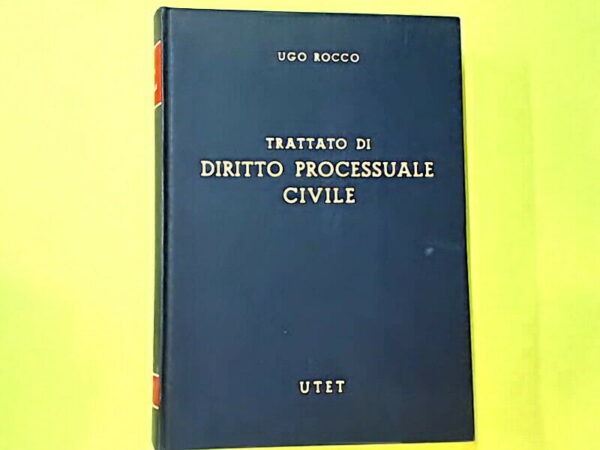 UGO ROCCO
TRATTATO DI
DIRITTO PROCESSUALE
CIVILE
UTET